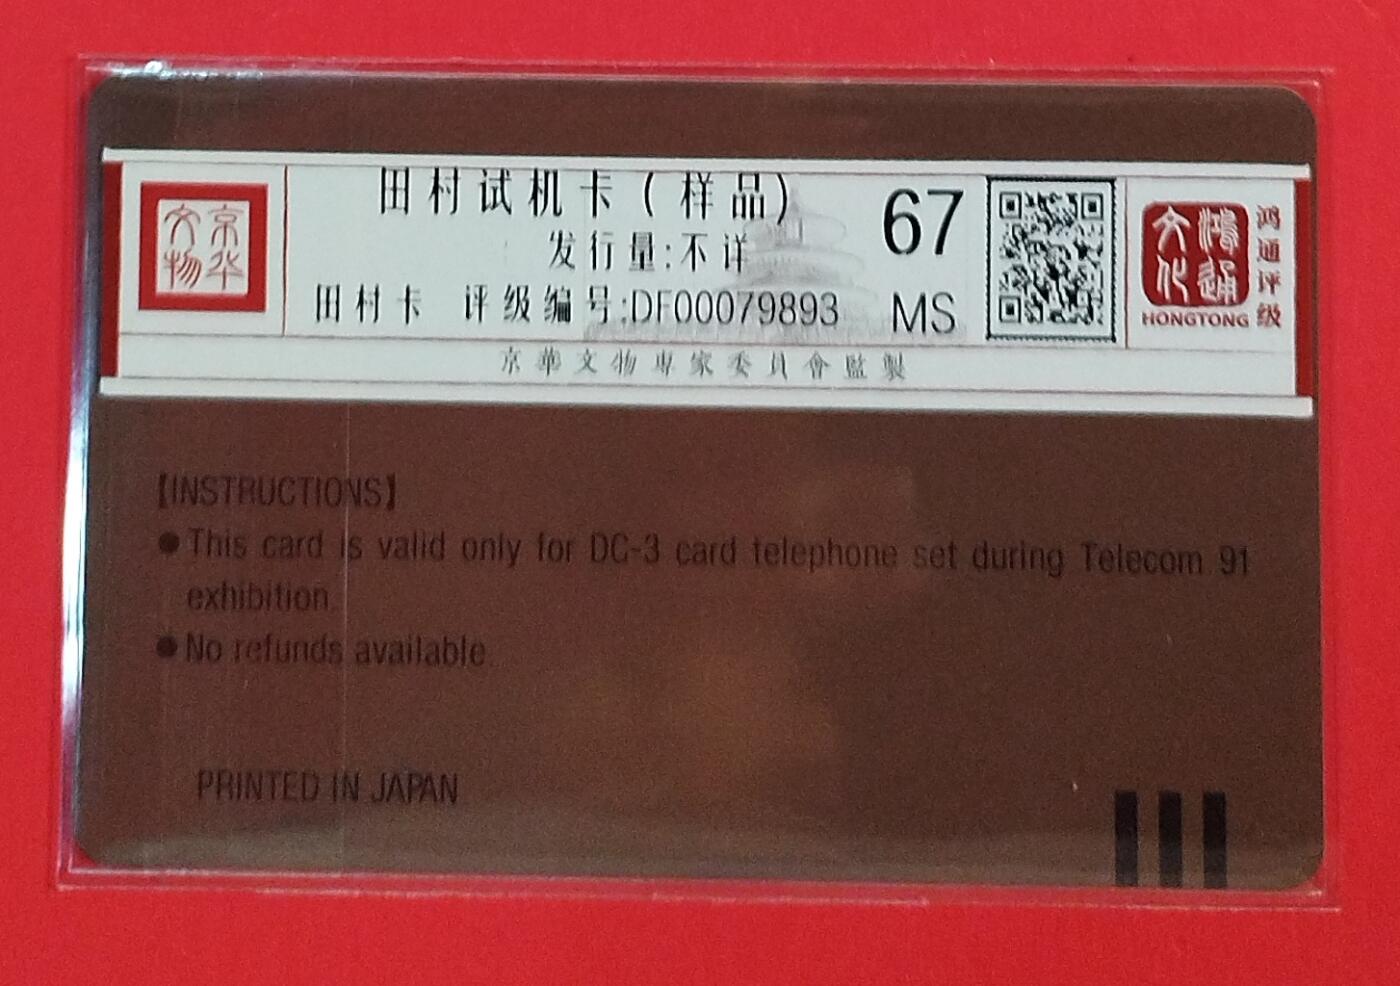 京华
文物
田村试机卡(样品)
发行量:不详
田村卡 评级编号:DF00079893
67
MS
鸿通
文化
HONGTONG
鸿通评级
京華文物專家委員會監製
【INSTRUCTIONS】
●This card is valid only for DC-3 card telephone set during Telecom 91
exhibition.
●No refunds available.
PRINTED IN JAPAN